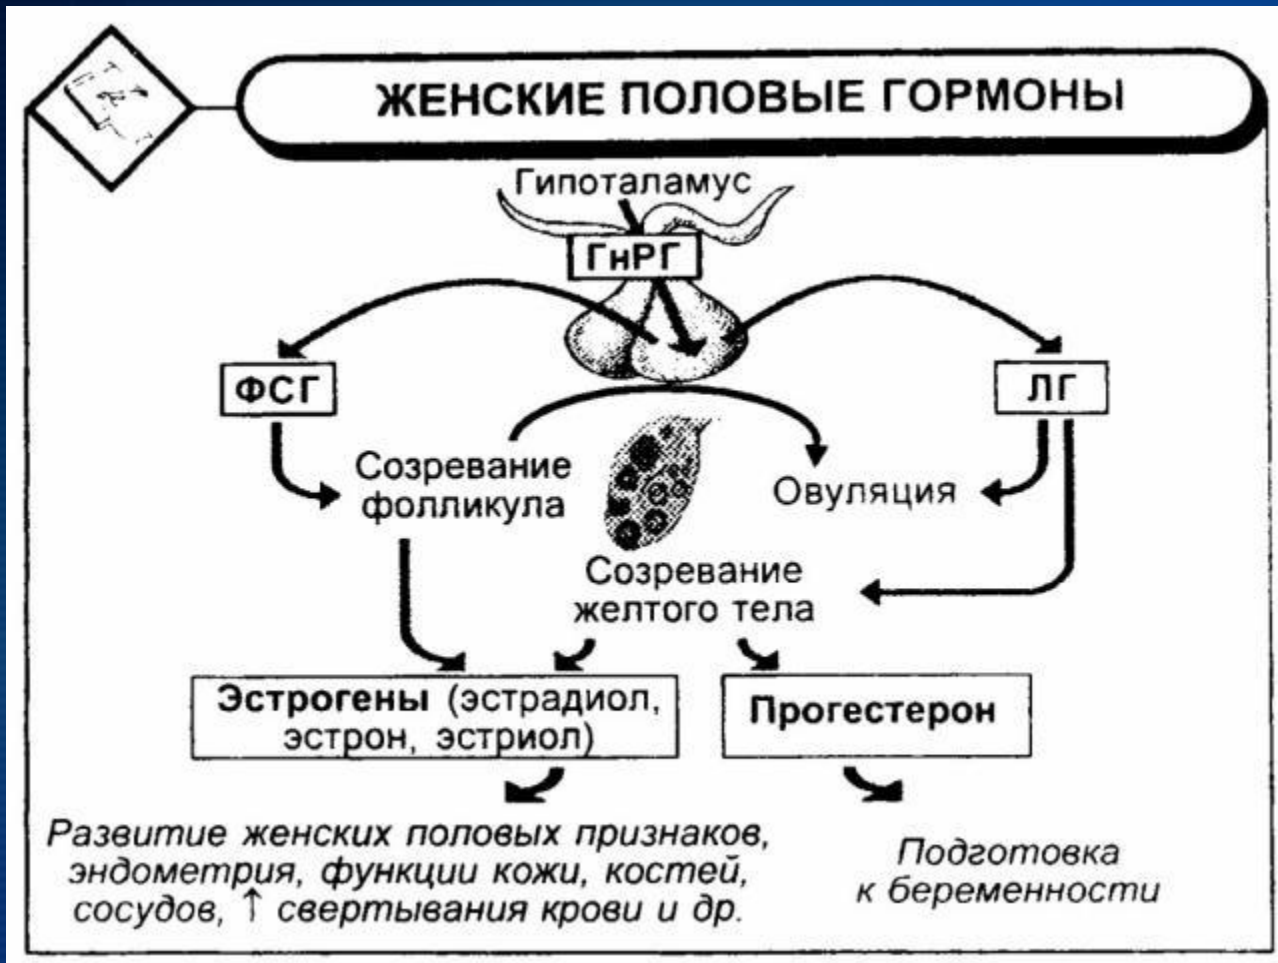 ЖЕНСКИЕ ПОЛОВЫЕ ГОРМОНЫ
Гипоталамус
ГнРГ
ФСГ
ЛГ
Созревание
фолликула
Овуляция
Созревание
желтого тела
Эстрогены (эстрадиол,
эстрон, эстриол)
Прогестерон
Развитие женских половых признаков,
эндометрия, функции кожи, костей,
сосудов, ↑ свертывания крови и др.
Подготовка
к беременности